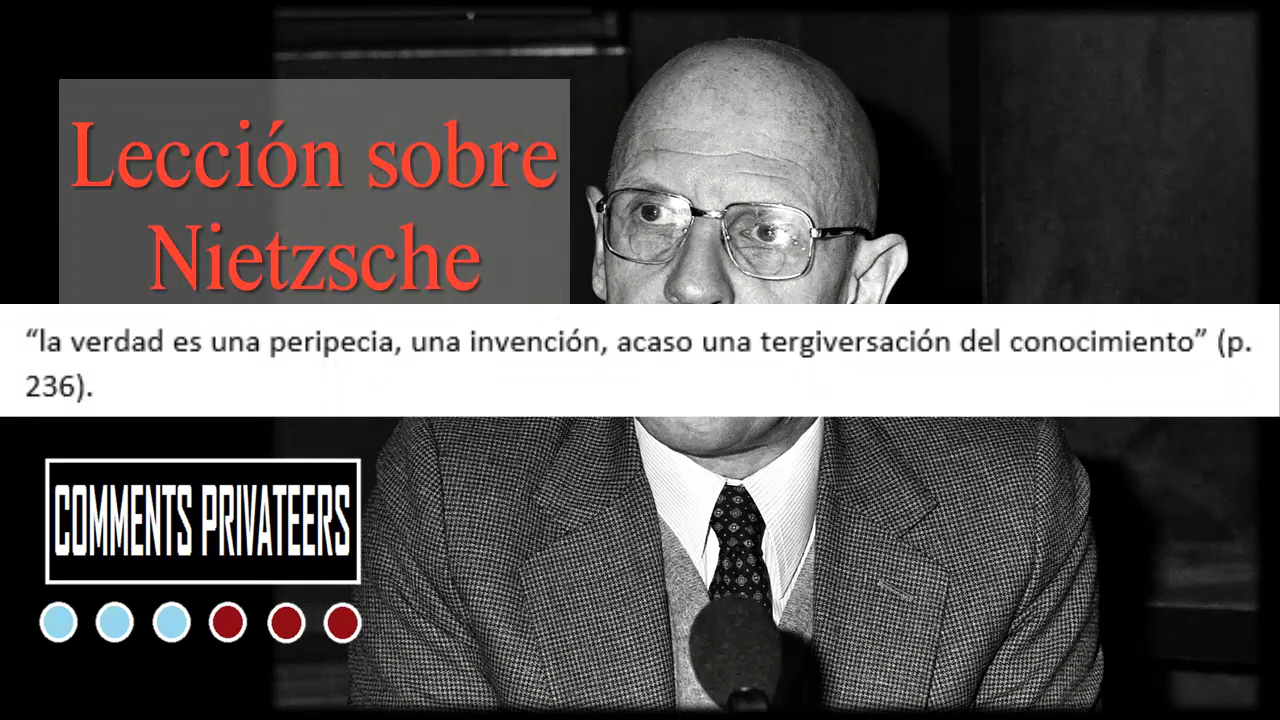 Lección sobre
Nietzsche
“la verdad es una peripecia, una invención, acaso una tergiversación del conocimiento” (p.
236).
COMMENTS PRIVATEERS